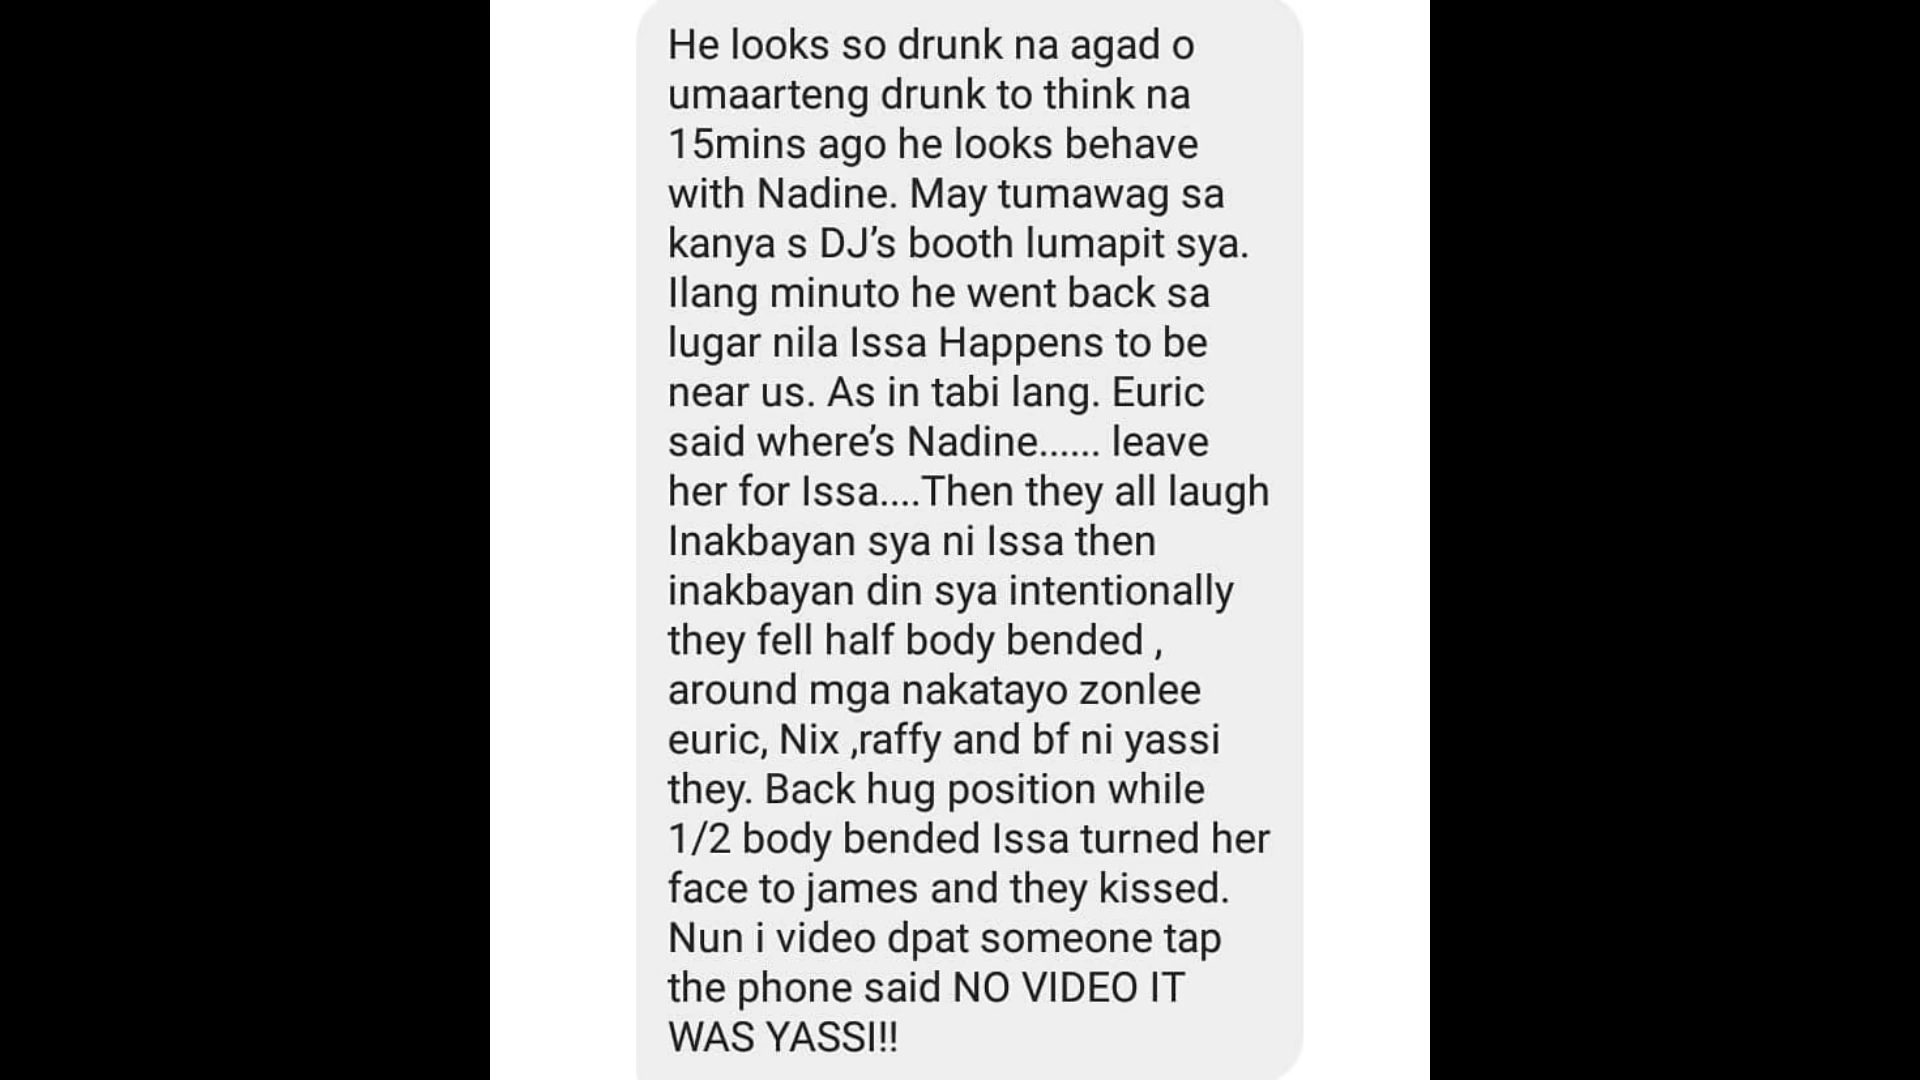 He looks so drunk na agad o
umaarteng drunk to think na
15mins ago he looks behave
with Nadine. May tumawag sa
kanya s DJ’s booth lumapit sya.
Ilang minuto he went back sa
lugar nila Issa Happens to be
near us. As in tabi lang. Euric
said where’s Nadine...... leave
her for Issa....Then they all laugh
Inakbayan sya ni Issa then
inakbayan din sya intentionally
they fell half body bended ,
around mga nakatayo zonlee
euric, Nix ,raffy and bf ni yassi
they. Back hug position while
1/2 body bended Issa turned her
face to james and they kissed.
Nun i video dpat someone tap
the phone said NO VIDEO IT
WAS YASSI!!